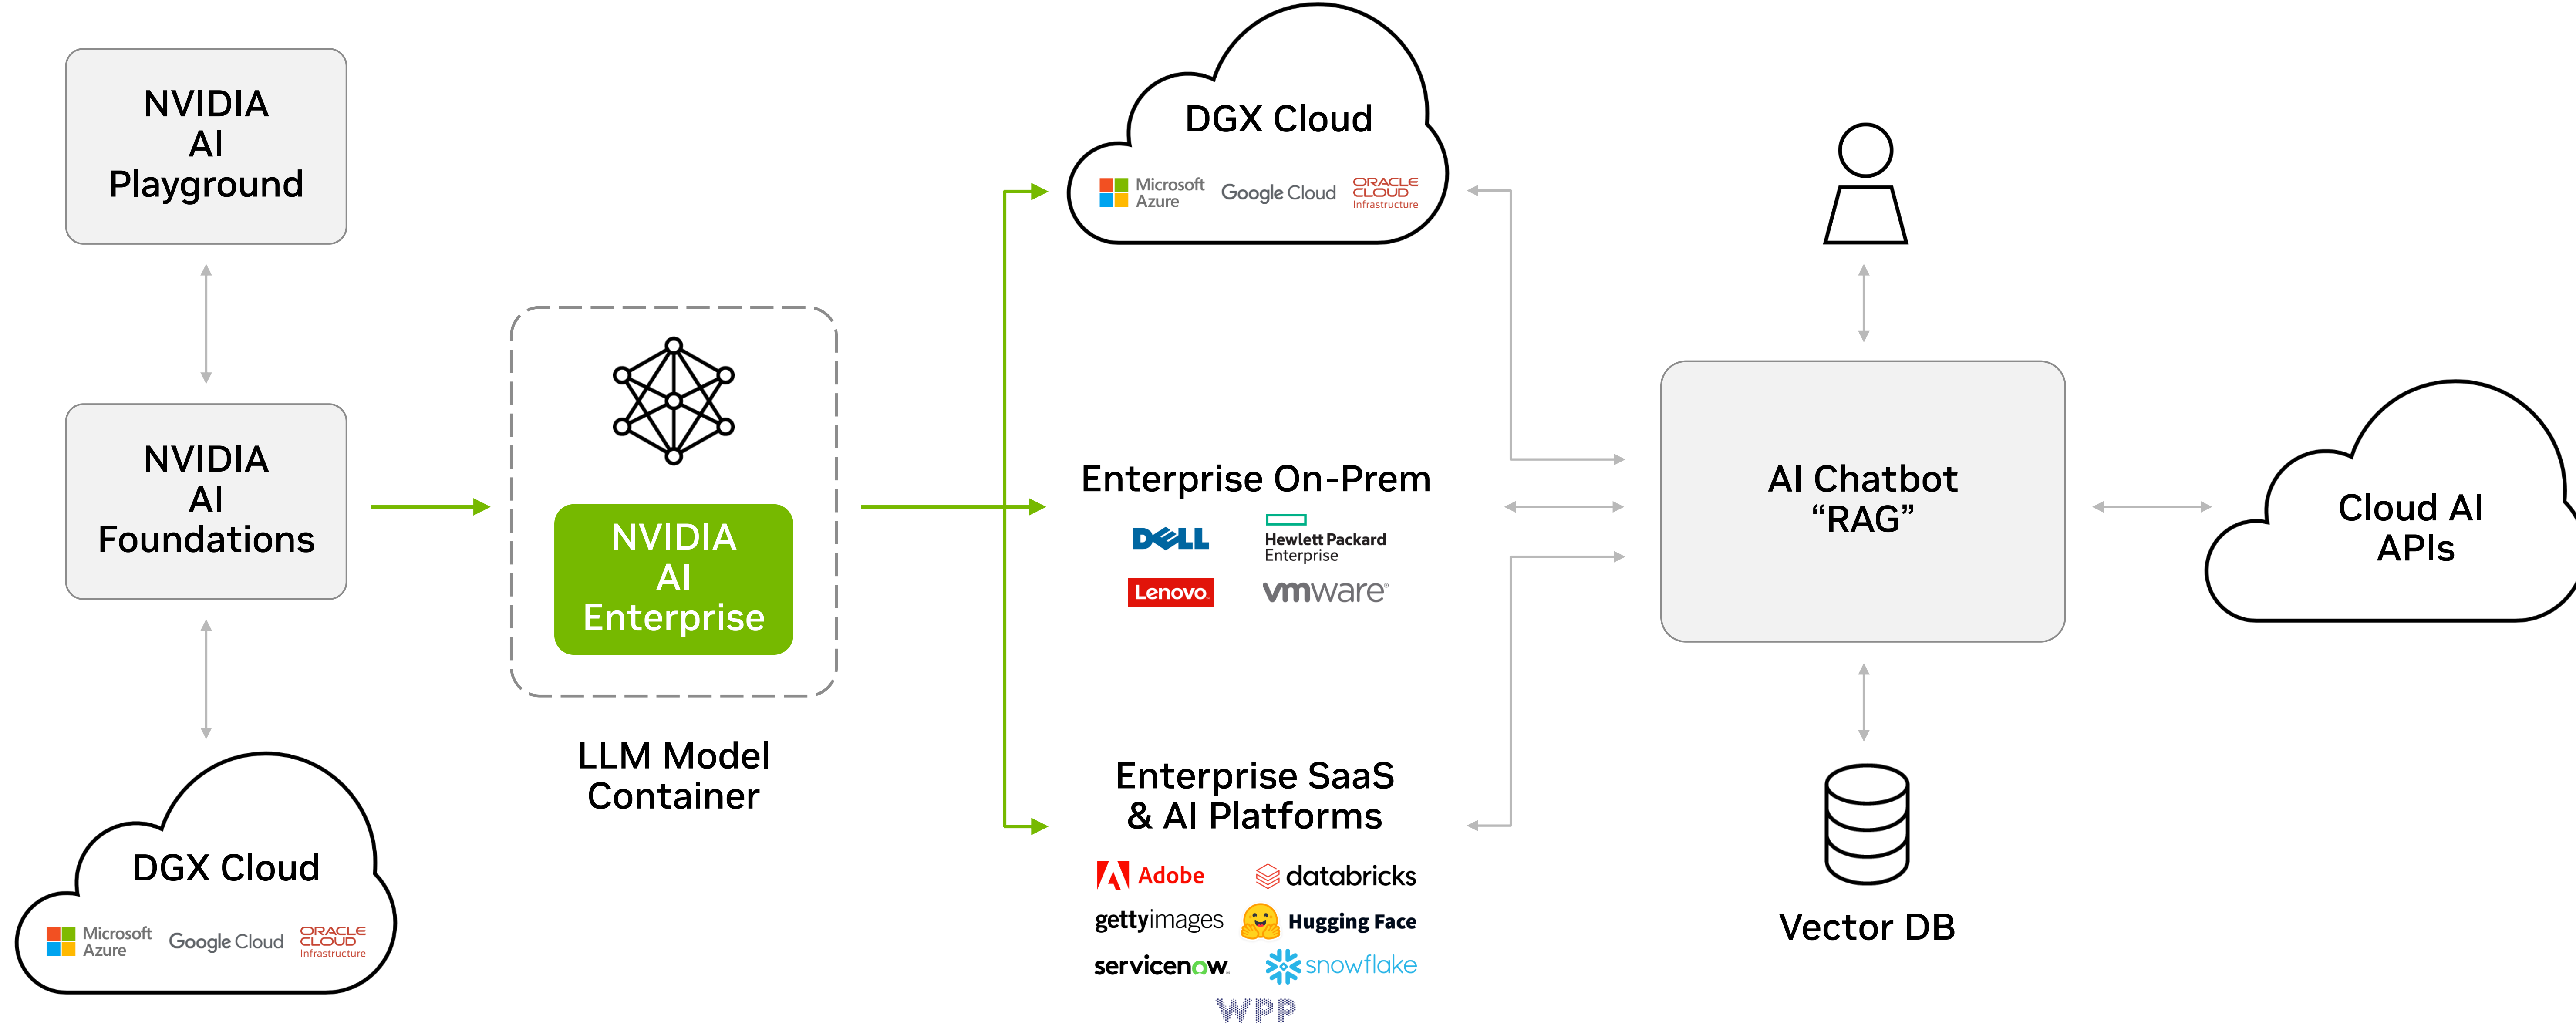 NVIDIA
AI
Playground
NVIDIA
AI
Foundations
DGX Cloud
Microsoft
Azure
Google Cloud
ORACLE
CLOUD
Infrastructure
NVIDIA
AI
Enterprise
LLM Model
Container
DGX Cloud
Microsoft
Azure
Google Cloud
ORACLE
CLOUD
Infrastructure
Enterprise On-Prem
DELL
Hewlett Packard
Enterprise
Lenovo
vmware®
Enterprise SaaS
& AI Platforms
Adobe
databricks
gettyimages
Hugging Face
servicenow
snowflake
WPP
AI Chatbot
“RAG”
Vector DB
Cloud AI
APIs